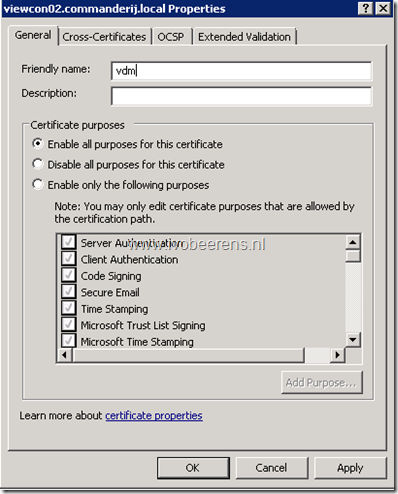 viewcon02.commanderij.local Properties
General
Cross-Certificates
OCSP
Extended Validation
Friendly name:
vdm
Description:
Certificate purposes
Enable all purposes for this certificate
Disable all purposes for this certificate
Enable only the following purposes
Note: You may only edit certificate purposes that are allowed by
the certification path.
Server Authentication
www.ivobeerens.nl
Client Authentication
Code Signing
Secure Email
Time Stamping
Microsoft Trust List Signing
Microsoft Time Stamping
Add Purpose...
Learn more about certificate properties
OK
Cancel
Apply